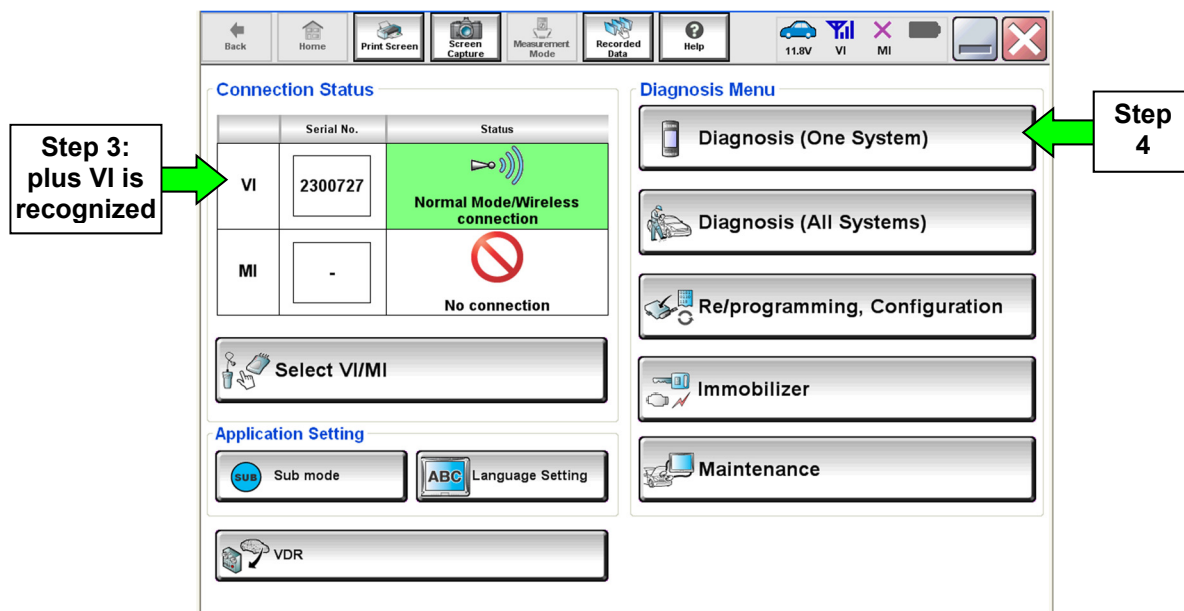 Back
Home
Print Screen
Screen
Capture
Measurement
Mode
Recorded
Data
Help
11.8V
VI
MI
Connection Status
Serial No.
Status
VI
2300727
Normal Mode/Wireless
connection
MI
-
No connection
Select VI/MI
Application Setting
SUB
Sub mode
ABC
Language Setting
VDR
Diagnosis Menu
Diagnosis (One System)
Diagnosis (All Systems)
Re/programming, Configuration
Immobilizer
Maintenance
Step 3:
plus VI is
recognized
Step
4